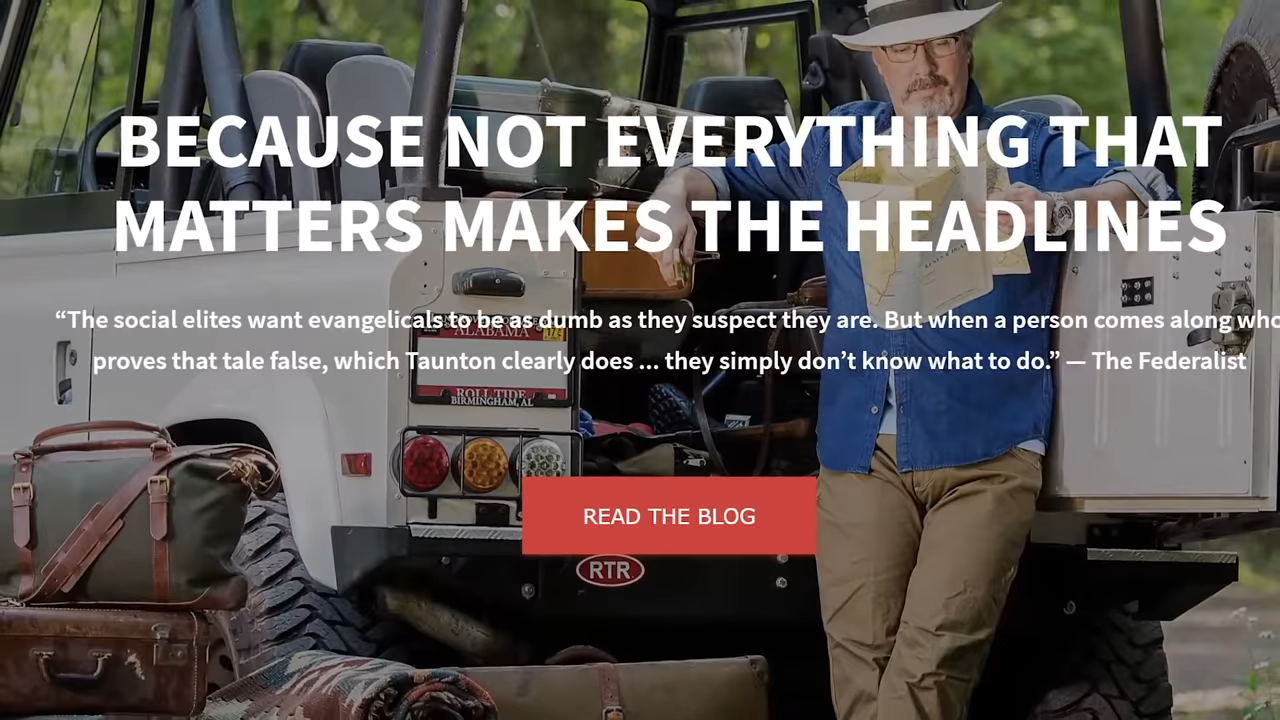 BECAUSE NOT EVERYTHING THAT
MATTERS MAKES THE HEADLINES
“The social elites want evangelicals to be as dumb as they suspect they are. But when a person comes along who
proves that tale false, which Taunton clearly does ... they simply don’t know what to do.” — The Federalist
ALABAMA
ROLL TIDE
BIRMINGHAM, AL
READ THE BLOG
RTR